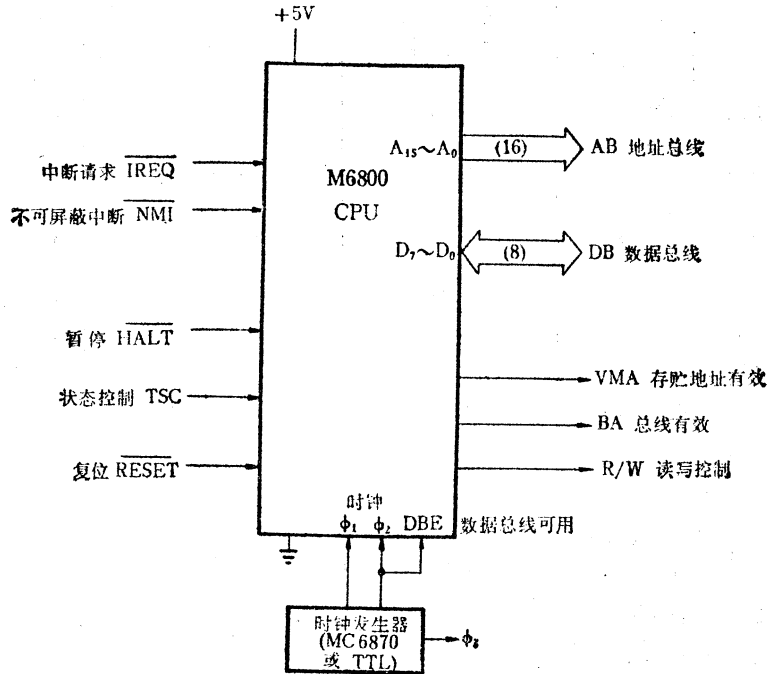 +5V
中断请求 IREQ
不可屏蔽中断 NMI
暂停 HALT
状态控制 TSC
复位 RESET
M6800
CPU
A₁₅~A₀
(16)
AB 地址总线
D₇~D₀
(8)
DB 数据总线
VMA 存贮地址有效
BA 总线有效
R/W 读写控制
时钟
ϕ₁ ϕ₂ DBE 数据总线可用
时钟发生器
(MC 6870
或 TTL)
ϕ₂